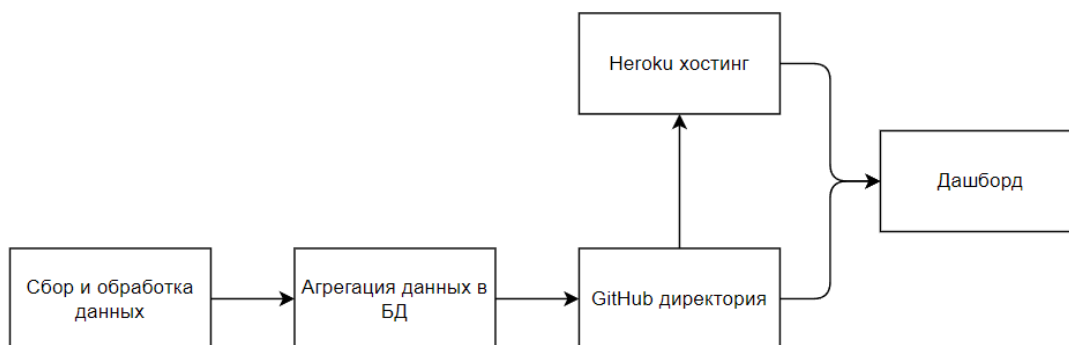 Heroku хостинг
Дашборд
Сбор и обработка
данных
Агрегация данных в
БД
GitHub директория